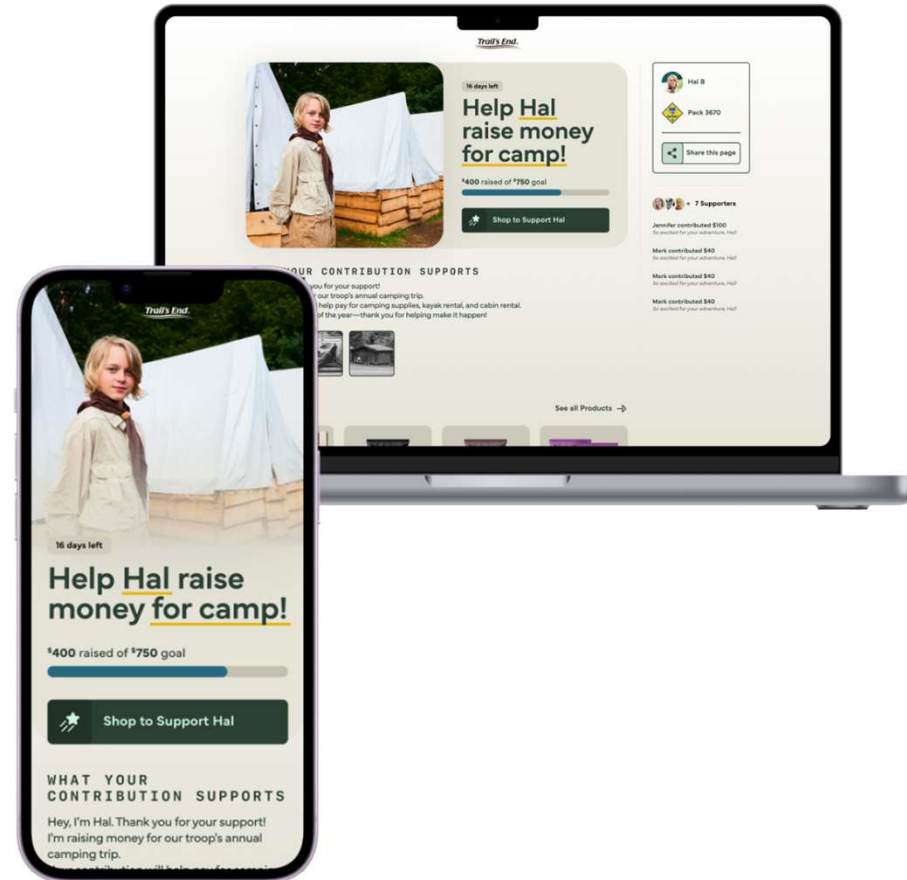 Trail's End.
16 days left
Help Hal
raise money
for camp!
$400 raised of $750 goal
Shop to Support Hal
Hal B
Pack 3670
Share this page
+ 7 Supporters
Jennifer contributed $100
So excited for your adventure, Hal!
Mark contributed $40
So excited for your adventure, Hal!
Mark contributed $40
So excited for your adventure, Hal!
Mark contributed $40
So excited for your adventure, Hal!
OUR CONTRIBUTION SUPPORTS
you for your support!
our troop's annual camping trip.
help pay for camping supplies, kayak rental, and cabin rental.
of the year—thank you for helping make it happen!
See all Products
Trail's End.
16 days left
Help Hal raise
money for camp!
$400 raised of $750 goal
Shop to Support Hal
WHAT YOUR
CONTRIBUTION SUPPORTS
Hey, I'm Hal. Thank you for your support!
I'm raising money for our troop's annual
camping trip.